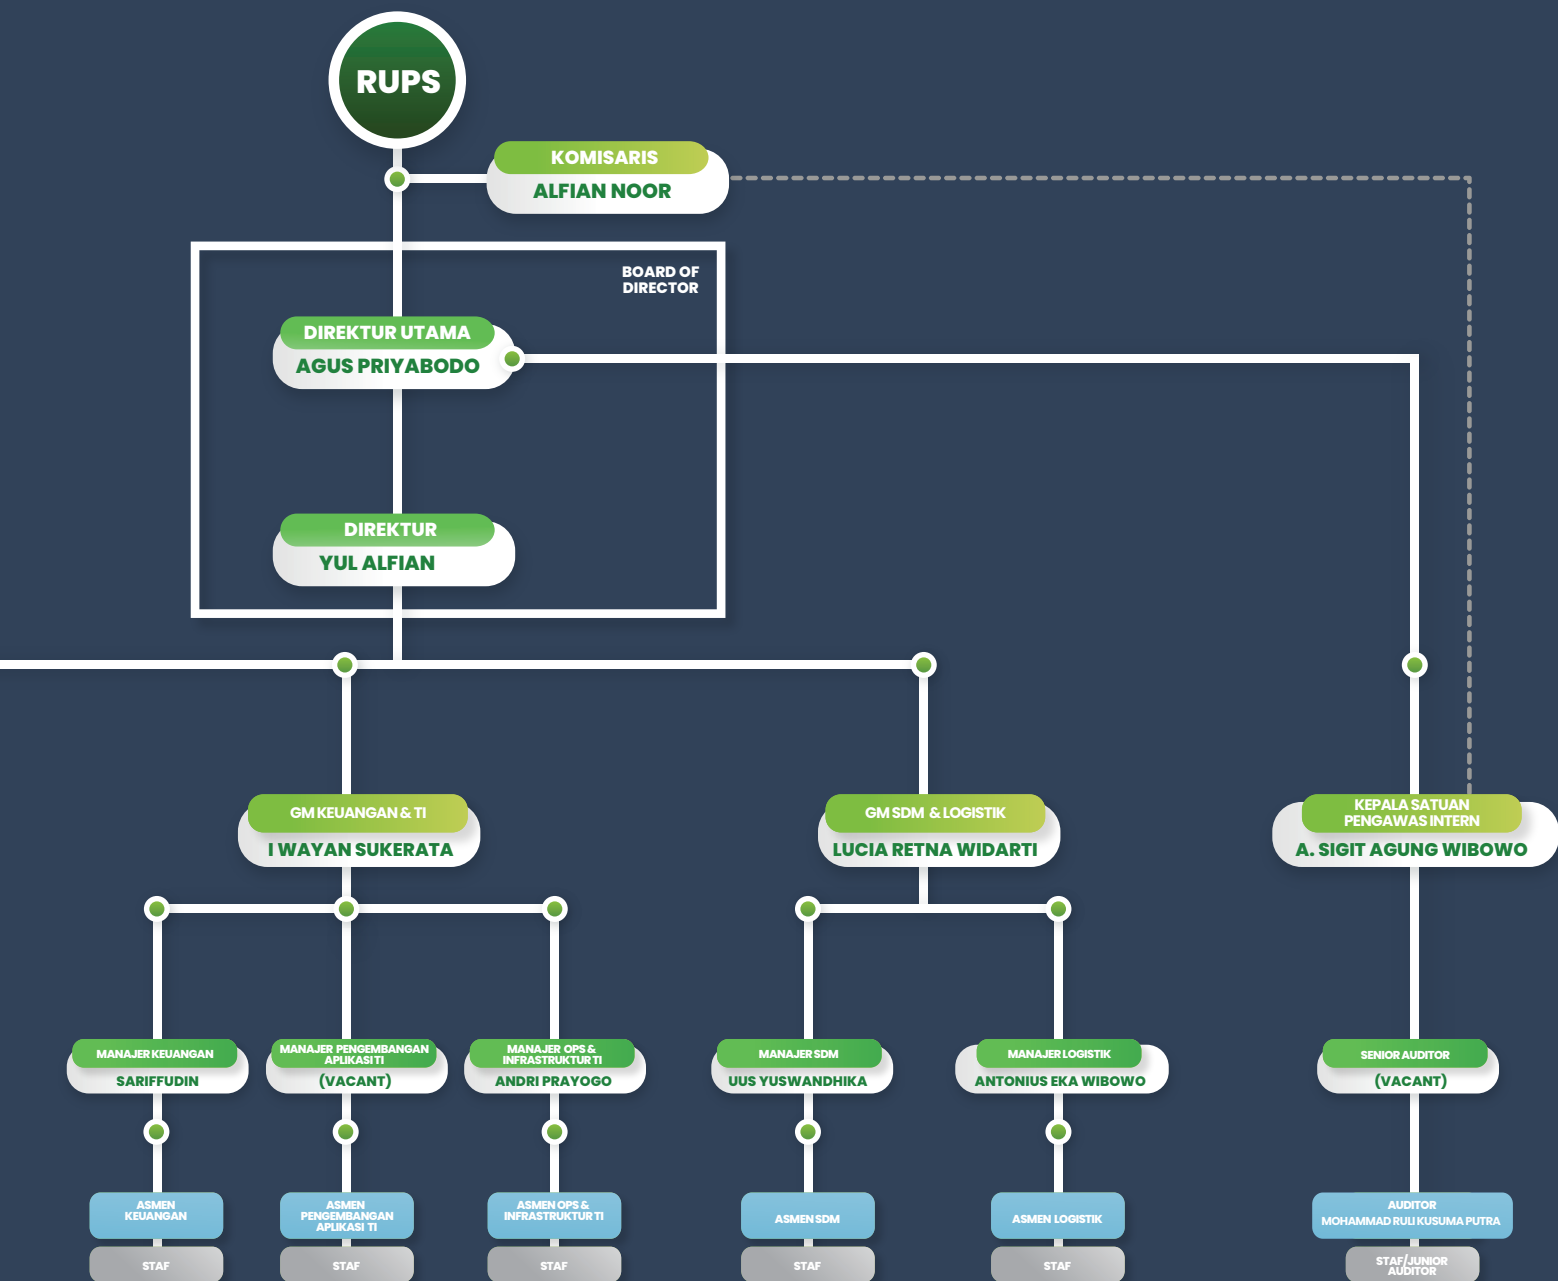 RUPS
KOMISARIS
ALFIAN NOOR
BOARD OF
DIRECTOR
DIREKTUR UTAMA
AGUS PRIYABODO
DIREKTUR
YUL ALFIAN
GM KEUANGAN & TI
I WAYAN SUKERATA
GM SDM & LOGISTIK
LUCIA RETNA WIDARTI
KEPALA SATUAN
PENGAWAS INTERN
A. SIGIT AGUNG WIBOWO
MANAJER KEUANGAN
SARIFFUDIN
MANAJER PENGEMBANGAN
APLIKASI TI
(VACANT)
MANAJER OPS &
INFRASTRUKTUR TI
ANDRI PRAYOGO
MANAJER SDM
UUS YUSWANDHIKA
MANAJER LOGISTIK
ANTONIUS EKA WIBOWO
SENIOR AUDITOR
(VACANT)
ASMEN
KEUANGAN
ASMEN
PENGEMBANGAN
APLIKASI TI
ASMEN OPS &
INFRASTRUKTUR TI
ASMEN SDM
ASMEN LOGISTIK
AUDITOR
MOHAMMAD RULI KUSUMA PUTRA
STAF
STAF
STAF
STAF
STAF
STAF/JUNIOR
AUDITOR